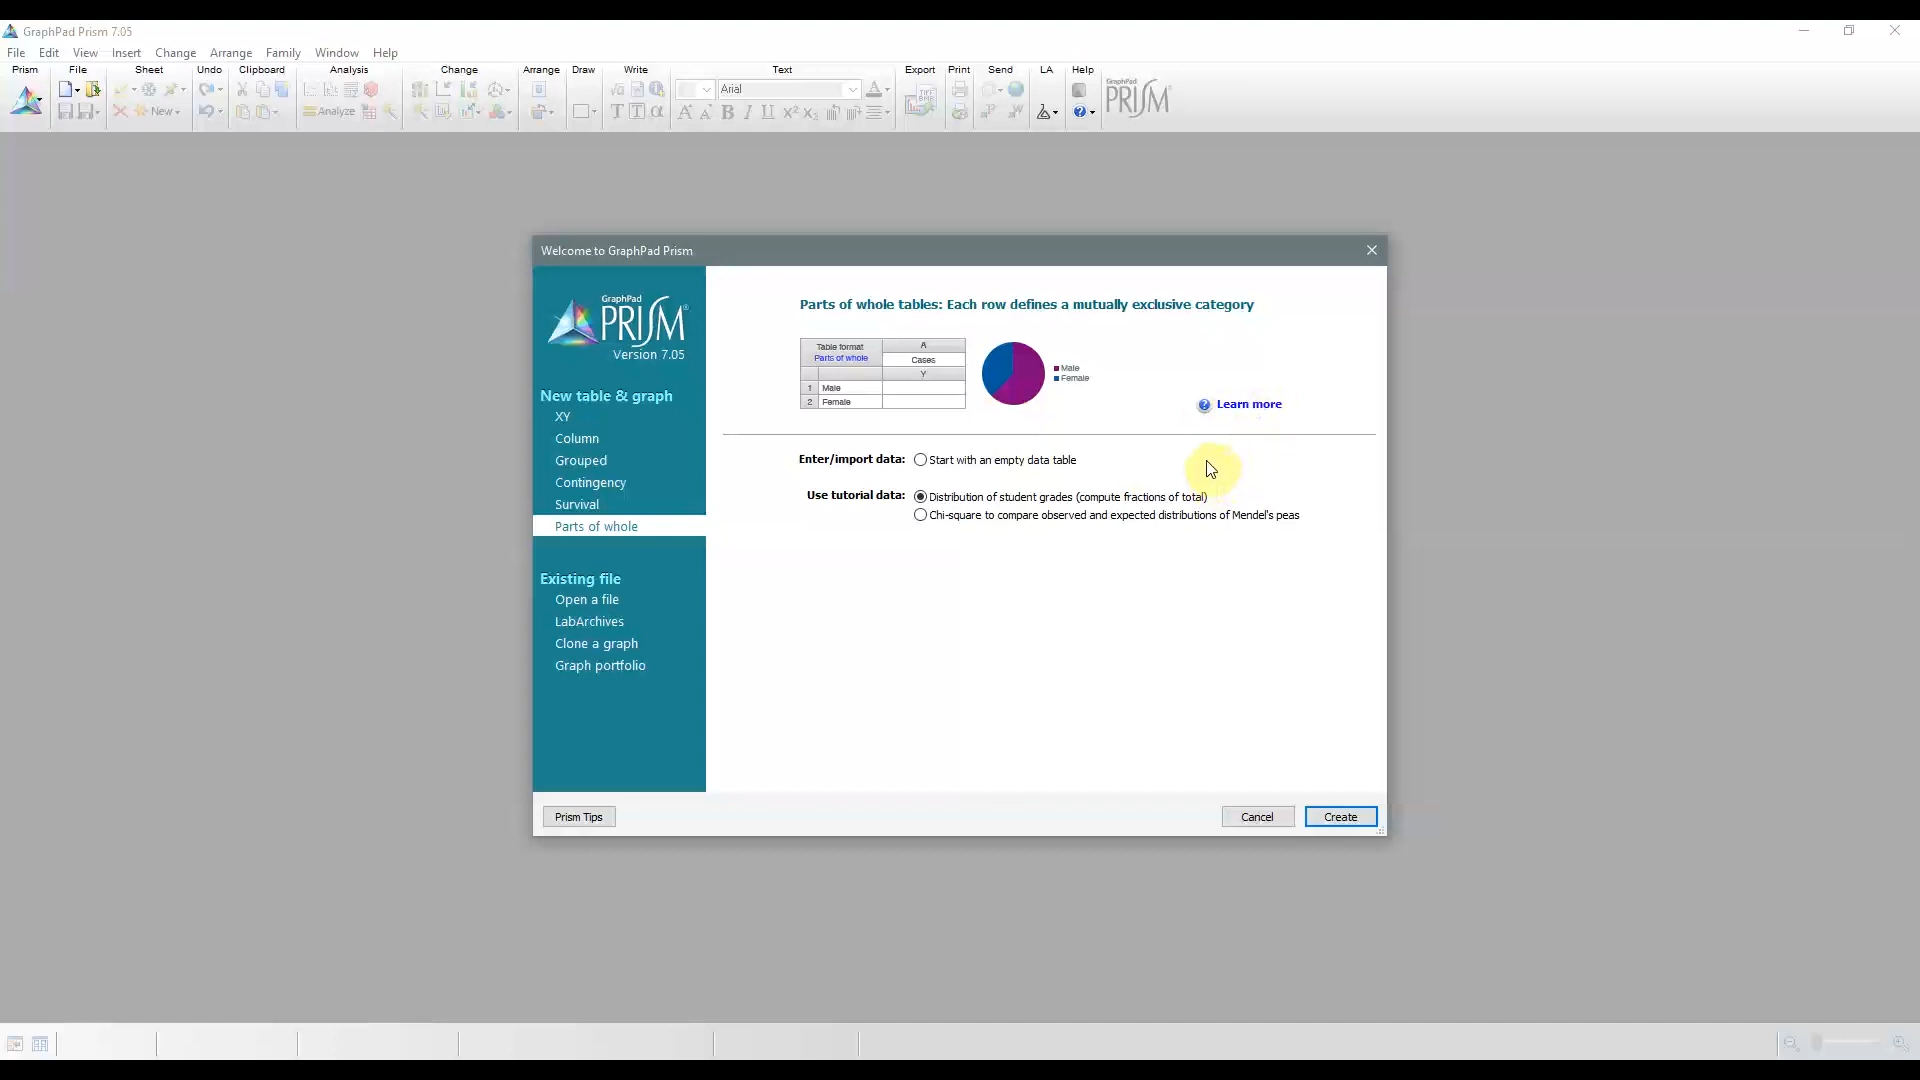 GraphPad Prism 7.05
File Edit View Insert Change Arrange Family Window Help
Prism File Sheet Undo Clipboard Analysis Change Arrange Draw Write Text Export Print Send LA Help
Arial
GraphPad
PRISM
New
Analyze
Welcome to GraphPad Prism
GraphPad
PRISM
Version 7.05
New table & graph
XY
Column
Grouped
Contingency
Survival
Parts of whole
Existing file
Open a file
LabArchives
Clone a graph
Graph portfolio
Parts of whole tables: Each row defines a mutually exclusive category
Table format A
Parts of whole Cases
Y
1 Male
2 Female
Male
Female
Learn more
Enter/import data: Start with an empty data table
Use tutorial data: Distribution of student grades (compute fractions of total)
Chi-square to compare observed and expected distributions of Mendel's peas
Prism Tips Cancel Create